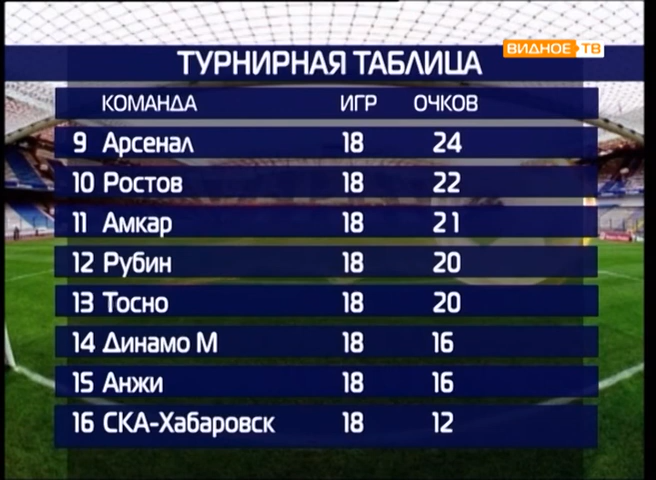 ВИДНОЕ ТВ
ТУРНИРНАЯ ТАБЛИЦА
КОМАНДА ИГР ОЧКОВ
9 Арсенал 18 24
10 Ростов 18 22
11 Амкар 18 21
12 Рубин 18 20
13 Тосно 18 20
14 Динамо М 18 16
15 Анжи 18 16
16 СКА-Хабаровск 18 12